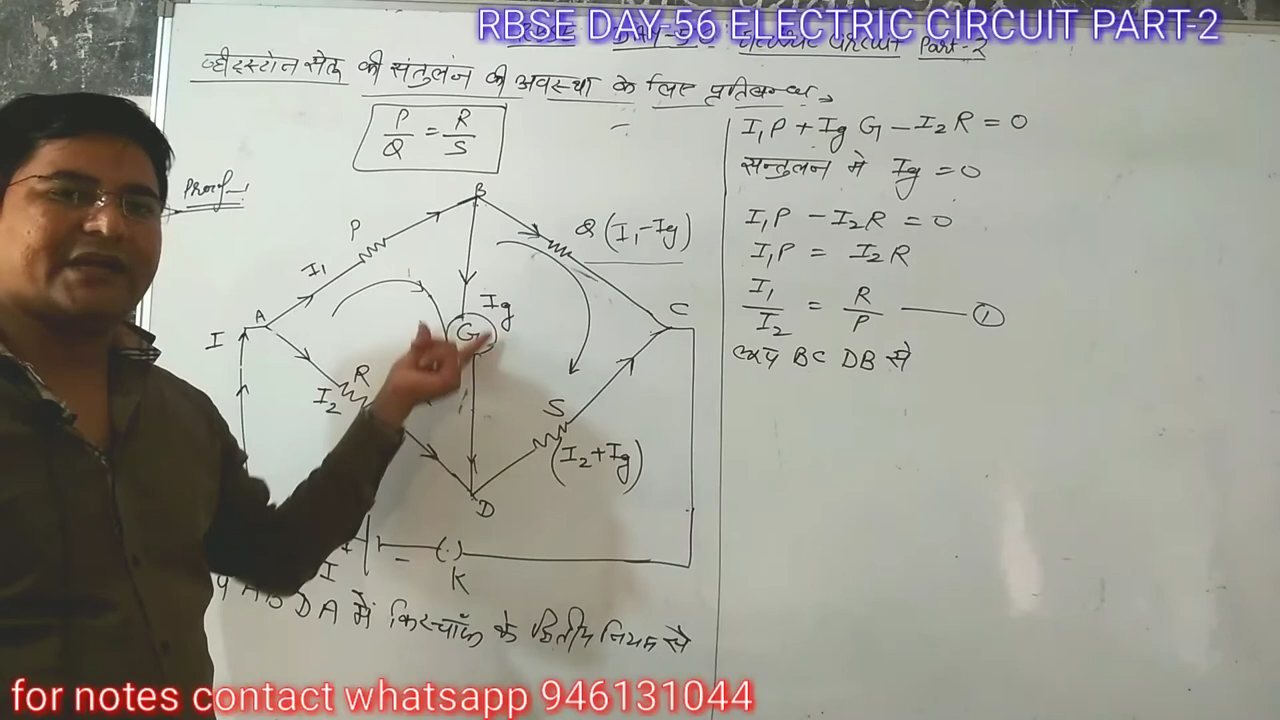 RBSE DAY-56 ELECTRIC CIRCUIT PART-2
व्हीटस्टोन सेतु की संतुलन की अवस्था के लिए प्रतिबन्ध
P/Q = R/S
Proof -
B
P
Q (I₁-Ig)
I₁
Ig
A
C
I
G
R
I₂
S
(I₂+Ig)
D
+
-
I
K
ABDA में किरचॉफ के द्वितीय नियम से
I₁P + Ig G - I₂R = 0
सन्तुलन मे Ig = 0
I₁P - I₂R = 0
I₁P = I₂R
I₁/I₂ = R/P —— ①
BC DB से
for notes contact whatsapp 946131044